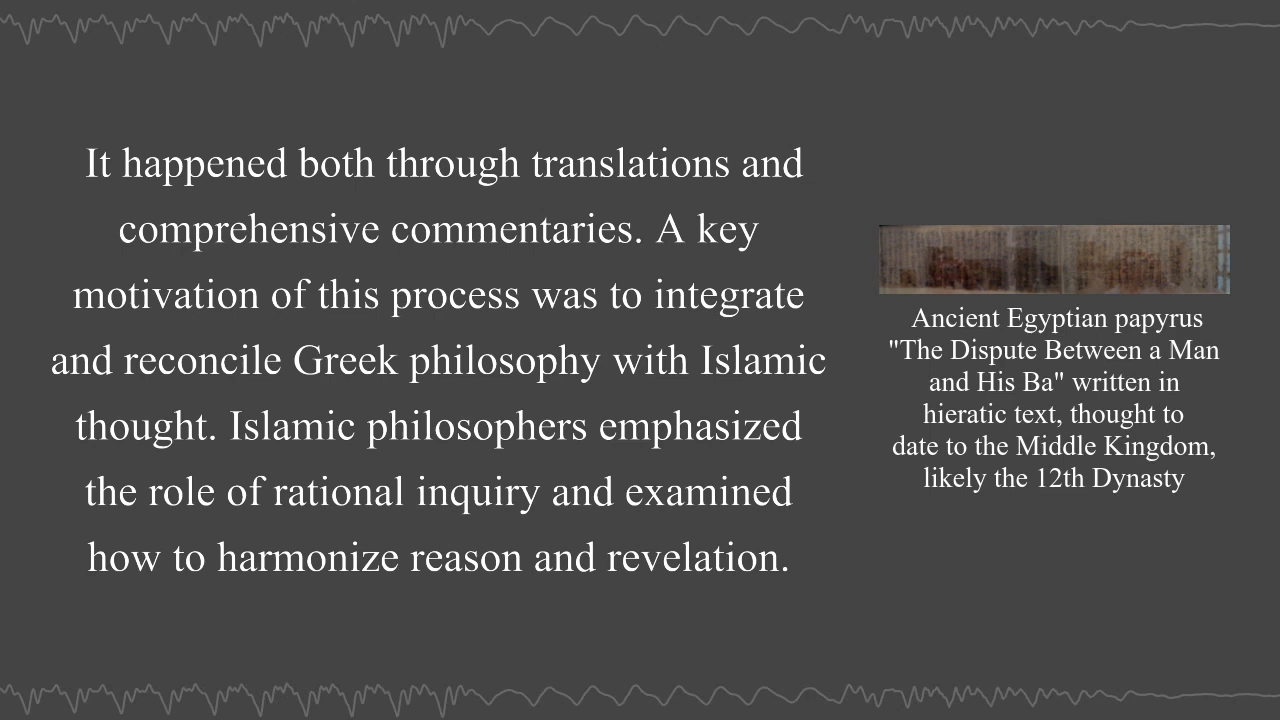 It happened both through translations and
comprehensive commentaries. A key
motivation of this process was to integrate
and reconcile Greek philosophy with Islamic
thought. Islamic philosophers emphasized
the role of rational inquiry and examined
how to harmonize reason and revelation.
Ancient Egyptian papyrus
"The Dispute Between a Man
and His Ba" written in
hieratic text, thought to
date to the Middle Kingdom,
likely the 12th Dynasty